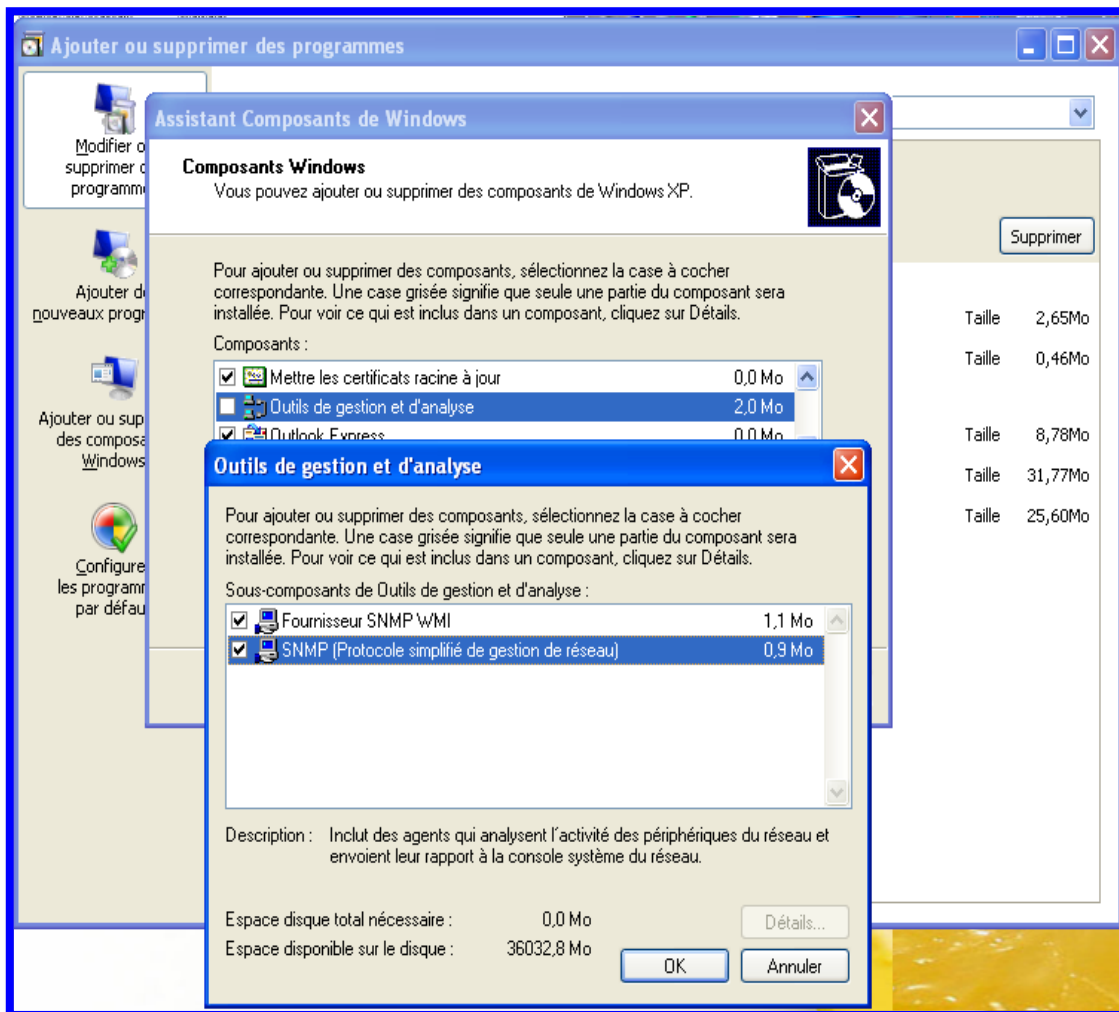 Ajouter ou supprimer des programmes
Modifier o
supprimer d
programm
Ajouter d
nouveaux progr
Ajouter ou sup
des composa
Windows
Configure
les programm
par défau
Supprimer
Taille 2,65Mo
Taille 0,46Mo
Taille 8,78Mo
Taille 31,77Mo
Taille 25,60Mo
Assistant Composants de Windows
Composants Windows
Vous pouvez ajouter ou supprimer des composants de Windows XP.
Pour ajouter ou supprimer des composants, sélectionnez la case à cocher
correspondante. Une case grisée signifie que seule une partie du composant sera
installée. Pour voir ce qui est inclus dans un composant, cliquez sur Détails.
Composants :
Mettre les certificats racine à jour 0,0 Mo
Outils de gestion et d'analyse 2,0 Mo
Outlook Express 0,0 Mo
Outils de gestion et d'analyse
Pour ajouter ou supprimer des composants, sélectionnez la case à cocher
correspondante. Une case grisée signifie que seule une partie du composant sera
installée. Pour voir ce qui est inclus dans un composant, cliquez sur Détails.
Sous-composants de Outils de gestion et d'analyse :
Fournisseur SNMP WMI 1,1 Mo
SNMP (Protocole simplifié de gestion de réseau) 0,9 Mo
Description : Inclut des agents qui analysent l'activité des périphériques du réseau et
envoient leur rapport à la console système du réseau.
Espace disque total nécessaire : 0,0 Mo
Détails...
Espace disponible sur le disque : 36032,8 Mo
OK
Annuler